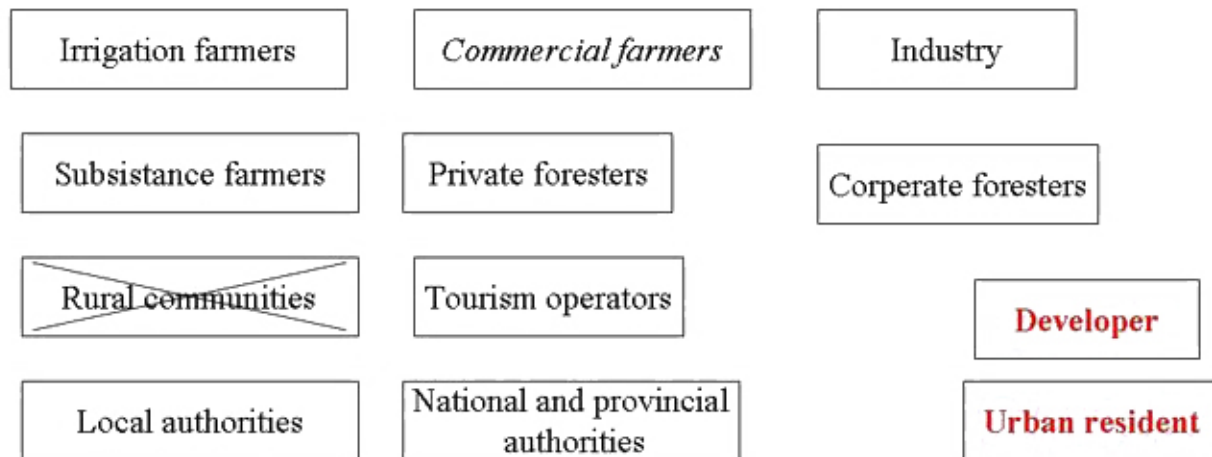 Irrigation farmers
Commercial farmers
Industry
Subsistance farmers
Private foresters
Corperate foresters
Rural communities
Tourism operators
Developer
Local authorities
National and provincial
authorities
Urban resident